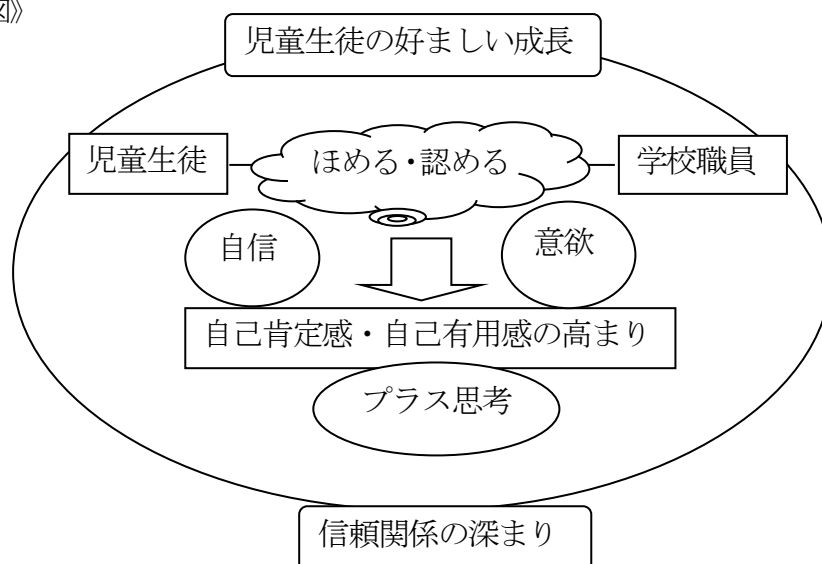 図》
児童生徒の好ましい成長
児童生徒
ほめる・認める
学校職員
自信
意欲
自己肯定感・自己有用感の高まり
プラス思考
信頼関係の深まり